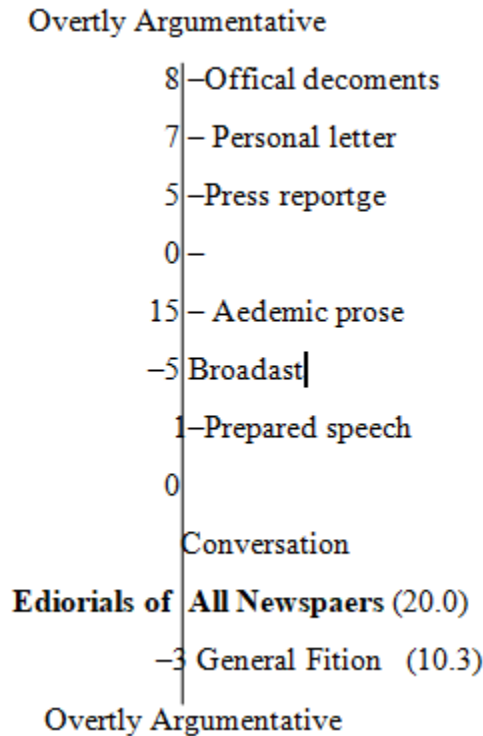 Overtly Argumentative
8 –Offical decoments
7 – Personal letter
5 –Press reportge
0 –
15 – Aedemic prose
–5 Broadast
1–Prepared speech
0
Conversation
Ediorials of All Newspaers (20.0)
–3 General Fition (10.3)
Overtly Argumentative